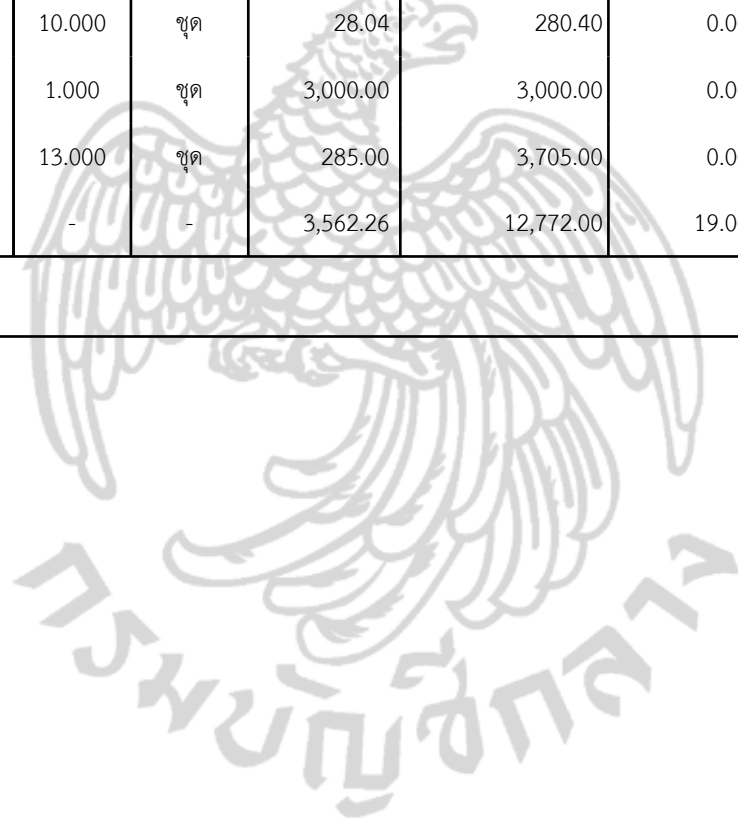 10.000 ชุด 28.04 280.40 0.0
1.000 ชุด 3,000.00 3,000.00 0.0
13.000 ชุด 285.00 3,705.00 0.0
- - 3,562.26 12,772.00 19.0
กรมบัญชีกลาง